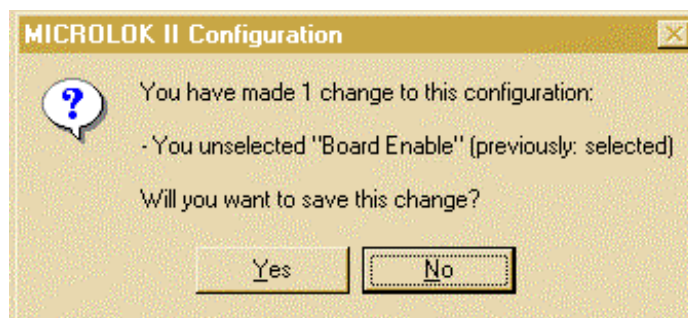 MICROLOK II Configuration
You have made 1 change to this configuration:
- You unselected "Board Enable" (previously: selected)
Will you want to save this change?
Yes No